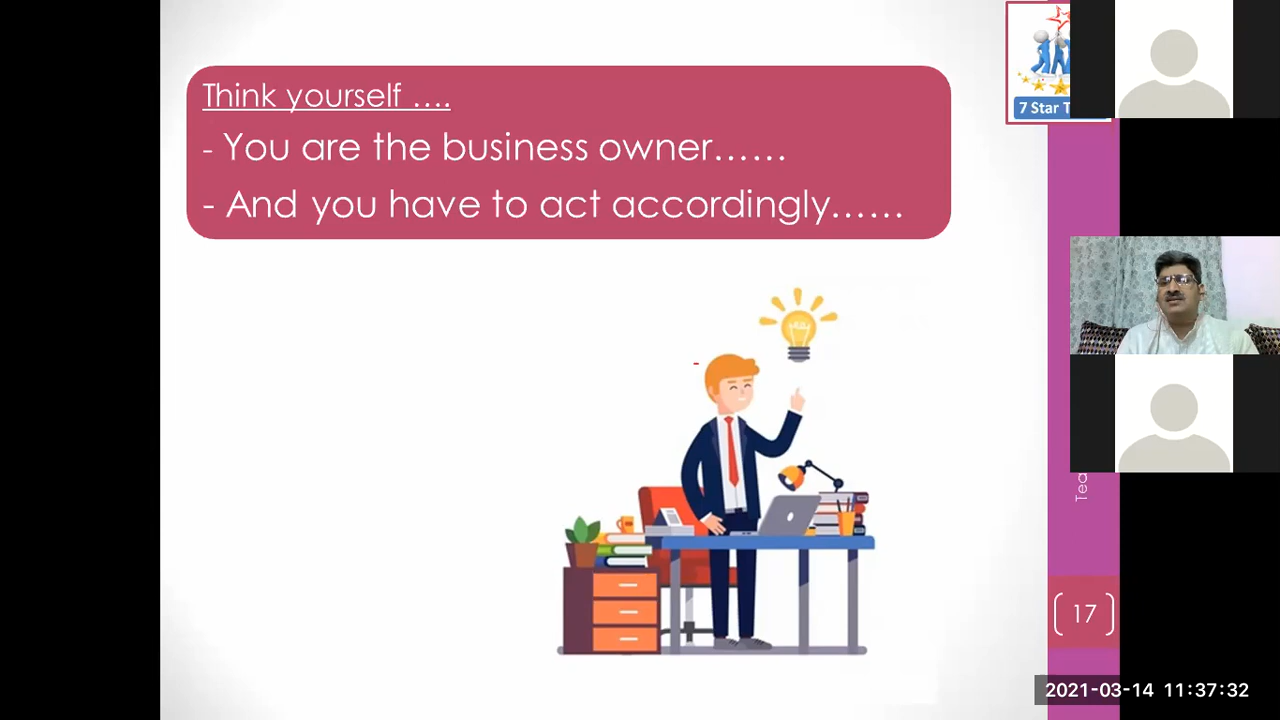 Think yourself ….
- You are the business owner……
- And you have to act accordingly……
7 Star
17
2021-03-14 11:37:32